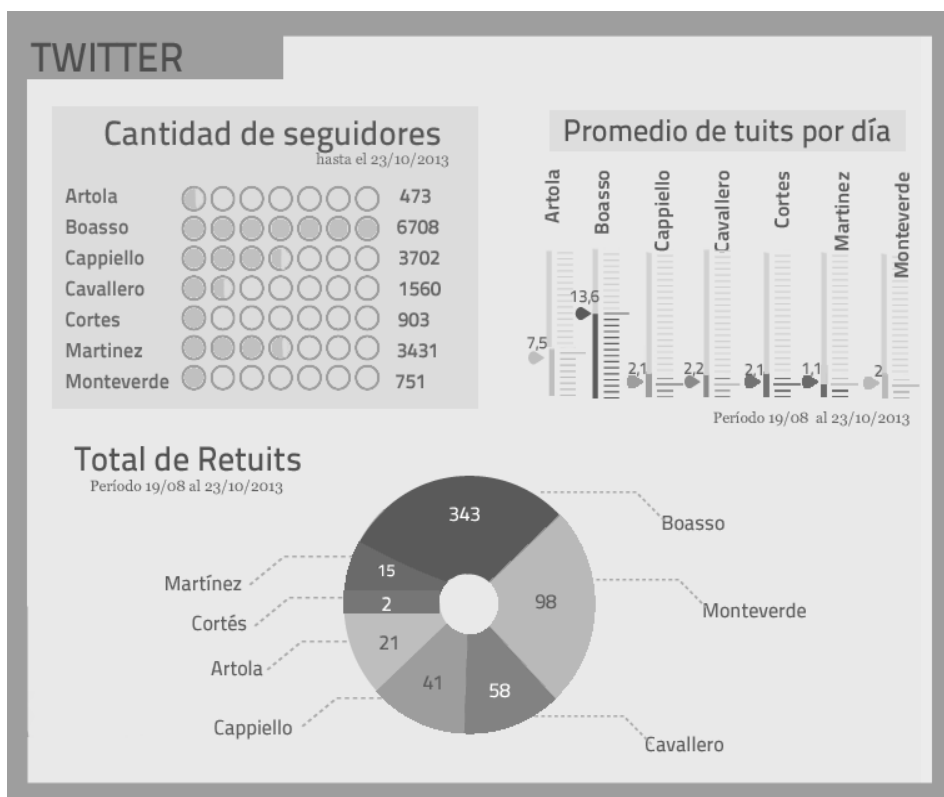 TWITTER
Cantidad de seguidores
hasta el 23/10/2013
Artola 473
Boasso 6708
Cappiello 3702
Cavallero 1560
Cortes 903
Martinez 3431
Monteverde 751
Promedio de tuits por día
Artola
Boasso
Cappiello
Cavallero
Cortes
Martinez
Monteverde
7,5
13,6
2,1
2,2
2,1
1,1
2
Período 19/08 al 23/10/2013
Total de Retuits
Período 19/08 al 23/10/2013
343
Boasso
15
Martínez
98
Monteverde
2
Cortés
21
Artola
41
Cappiello
58
Cavallero